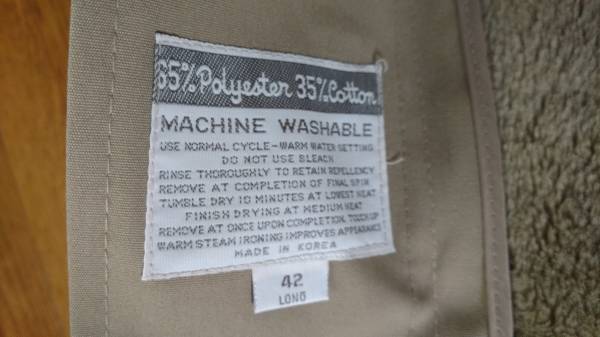 65% Polyester 35% Cotton
MACHINE WASHABLE
USE NORMAL CYCLE-WARM WATER SETTING
DO NOT USE BLEACH
RINSE THOROUGHLY TO RETAIN REPELLENCY
REMOVE AT COMPLETION OF FINAL SPIN
TUMBLE DRY 10 MINUTES AT LOWEST HEAT
FINISH DRYING AT MEDIUM HEAT
REMOVE AT ONCE UPON COMPLETION. TOUCH UP
WARM STEAM IRONING IMPROVES APPEARANCE
MADE IN KOREA
42
LONG